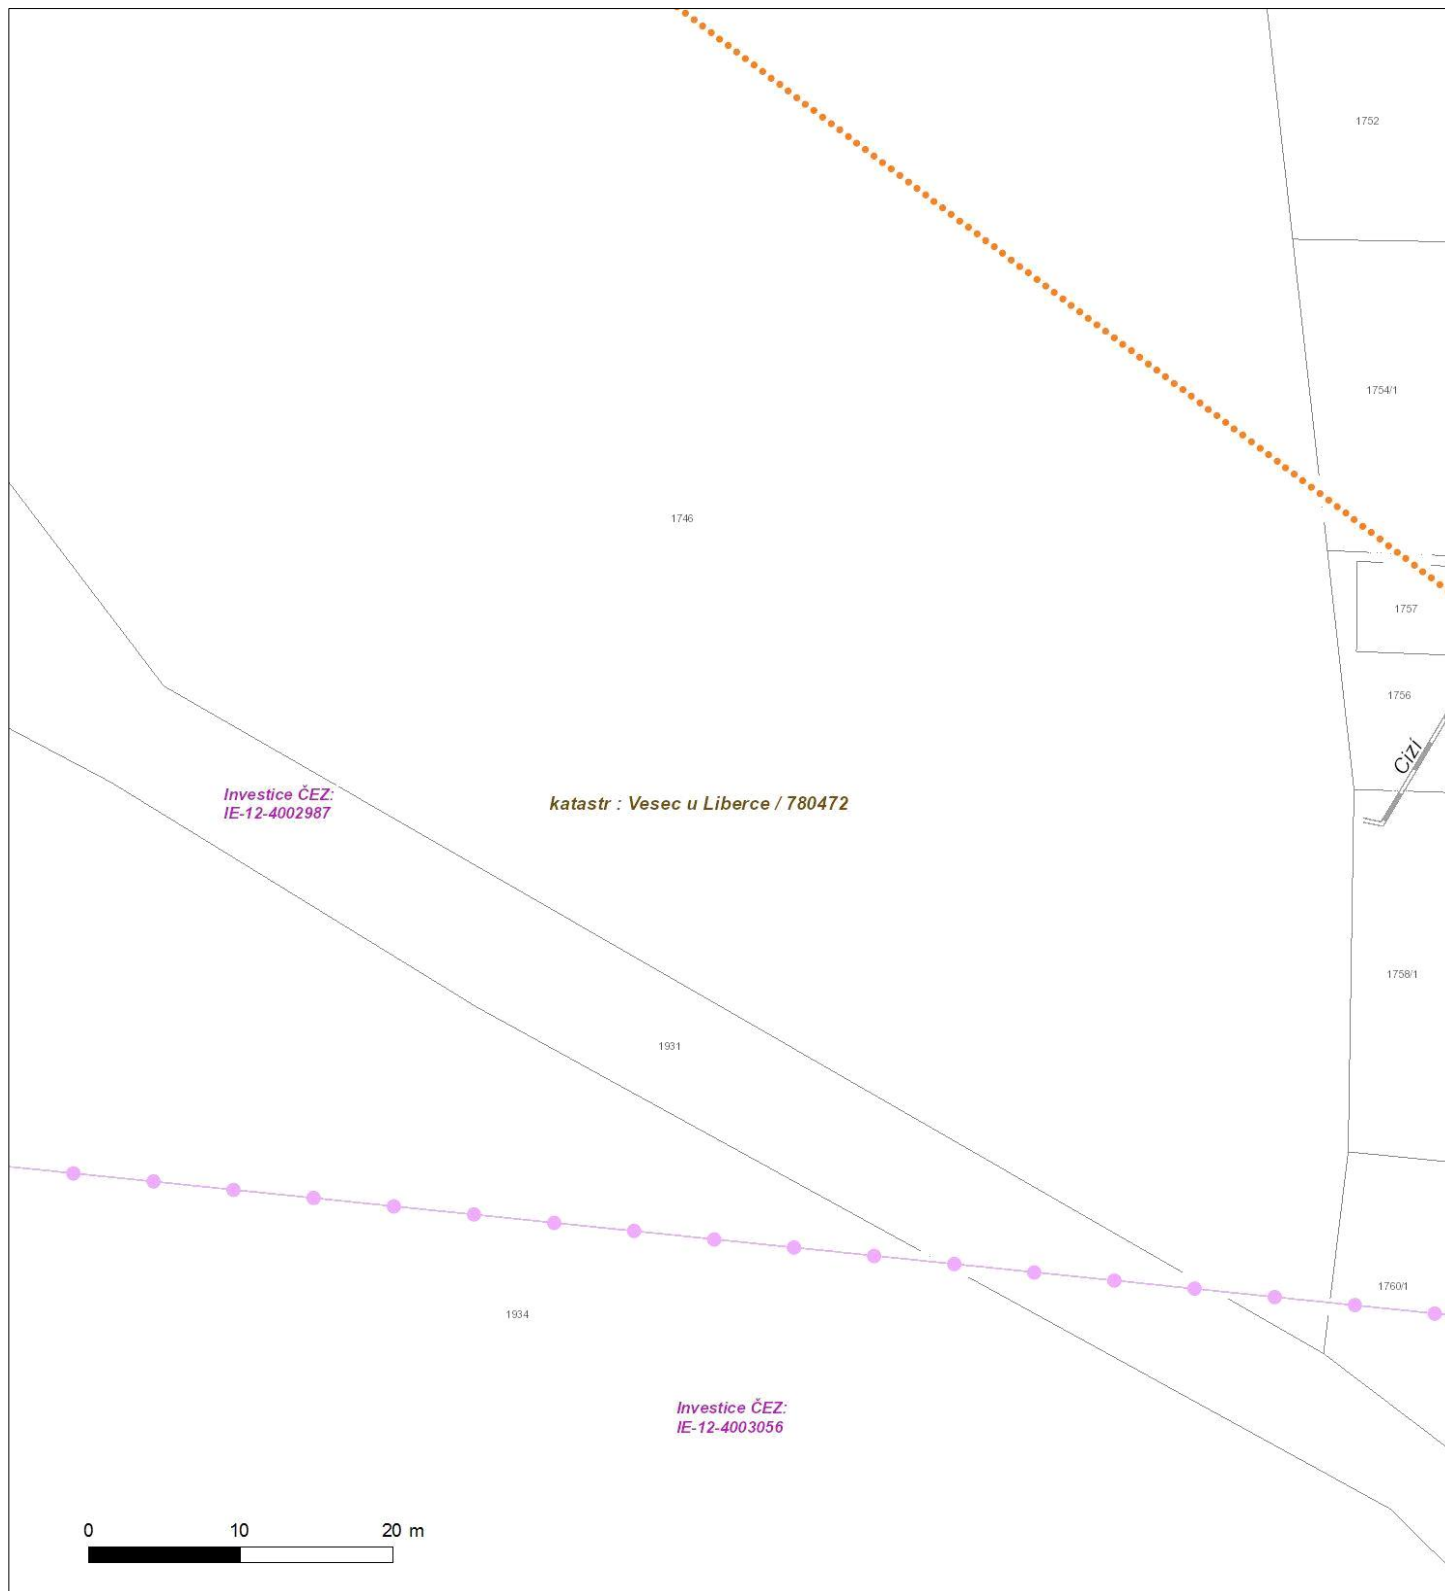 1752
1754/1
1746
1757
1756
Cizí
Investice ČEZ:
IE-12-4002987
katastr : Vesec u Liberce / 780472
1758/1
1931
1760/1
1934
Investice ČEZ:
IE-12-4003056
0 10 20 m